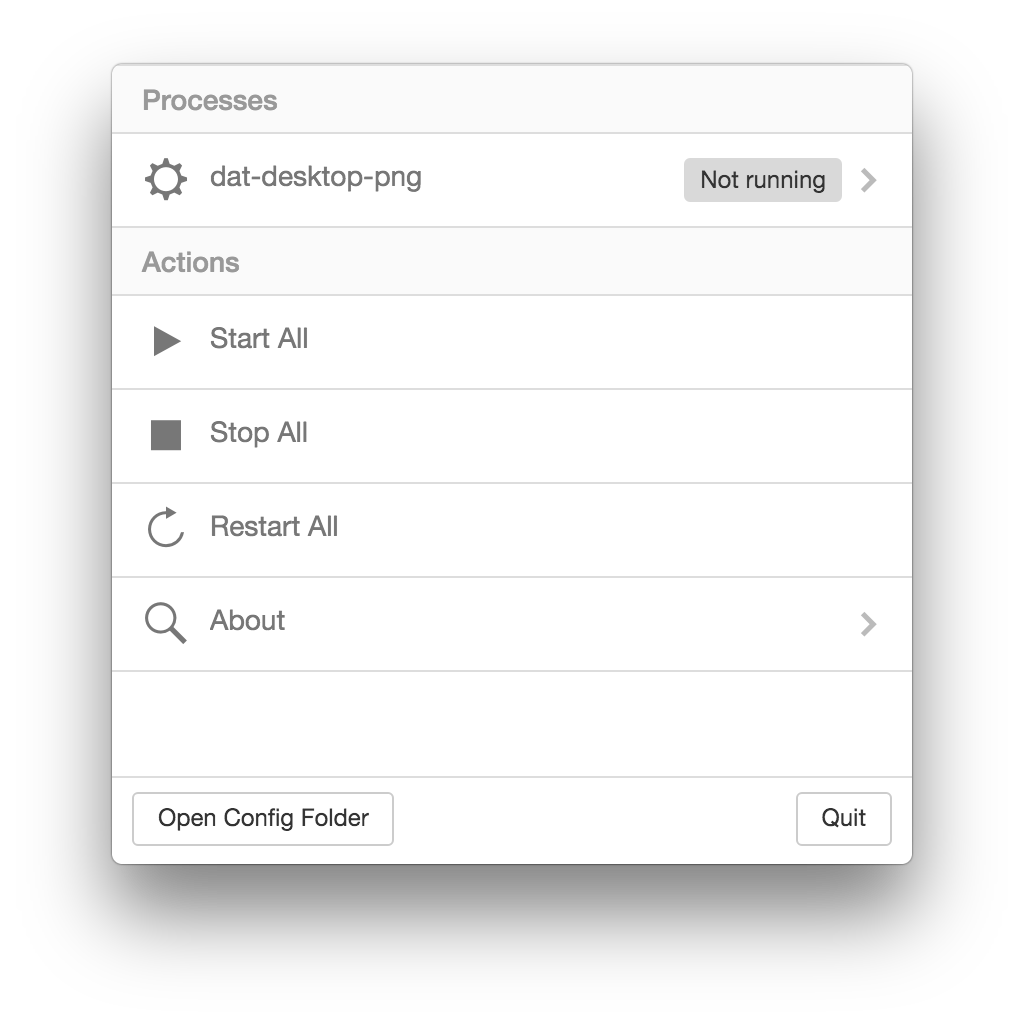 Processes
dat-desktop-png Not running
Actions
Start All
Stop All
Restart All
About
Open Config Folder Quit